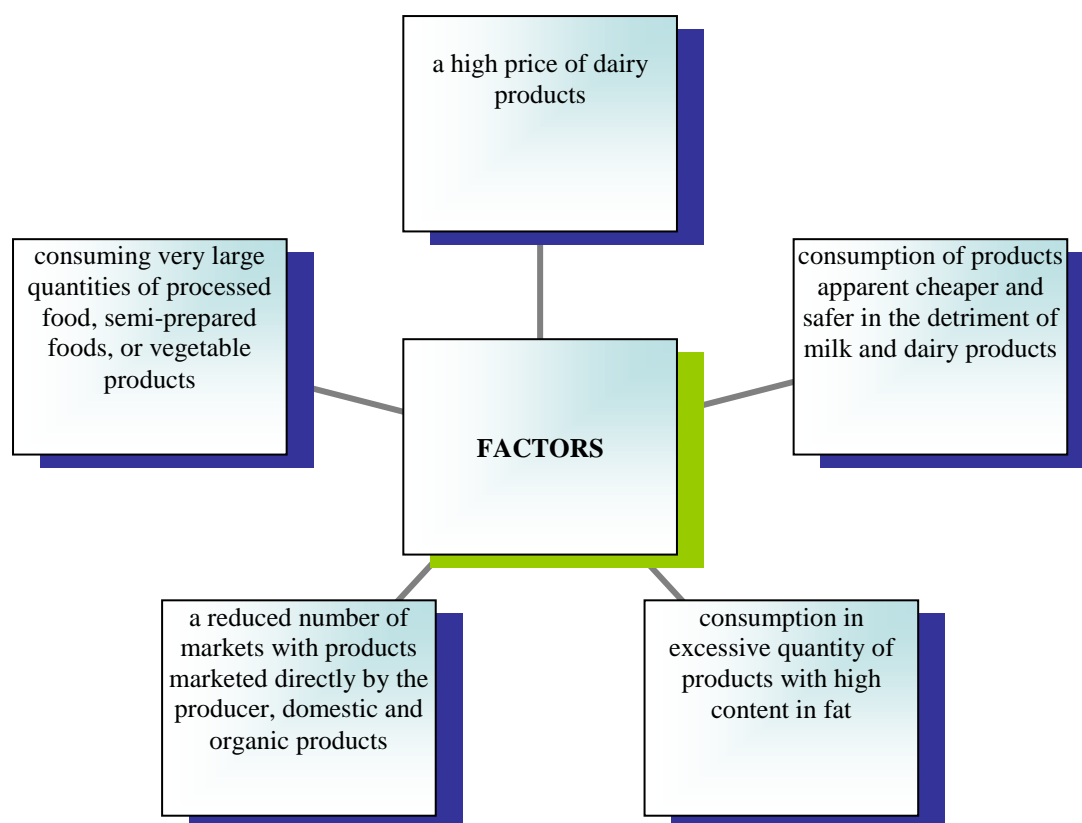 a high price of dairy
products
consuming very large
quantities of processed
food, semi-prepared
foods, or vegetable
products
consumption of products
apparent cheaper and
safer in the detriment of
milk and dairy products
FACTORS
a reduced number of
markets with products
marketed directly by the
producer, domestic and
organic products
consumption in
excessive quantity of
products with high
content in fat